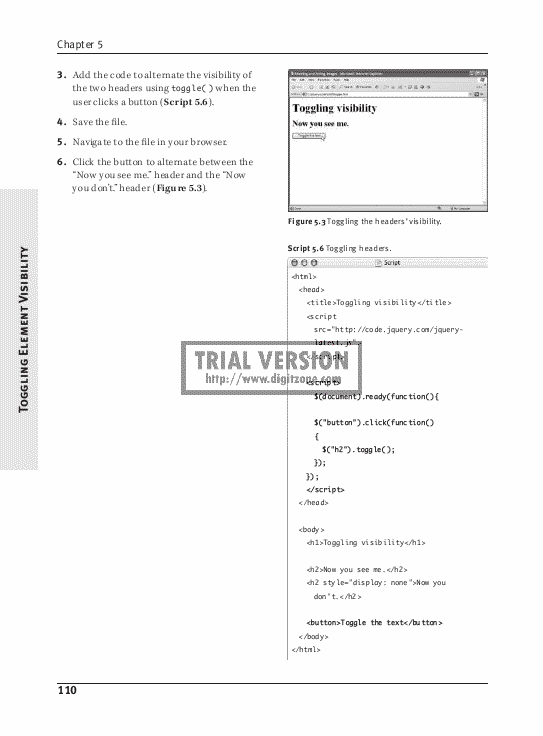 Chapter 5
3. Add the code to alternate the visibility of
the two headers using toggle() when the
user clicks a button (Script 5.6).
4. Save the file.
5. Navigate to the file in your browser.
6. Click the button to alternate between the
“Now you see me.” header and the “Now
you don’t.” header (Figure 5.3).
Toggling visibility
Now you see me.
Toggle the text
Figure 5.3 Toggling the headers' visibility.
Script 5.6 Toggling headers.
Script
<html>
<head>
<title>Toggling visibility</title>
<script
src="http://code.jquery.com/jquery-
latest.js">
</script>
<script>
$(document).ready(function(){
$("button").click(function()
{
$("h2").toggle();
});
});
</script>
</head>
<body>
<h1>Toggling visibility</h1>
<h2>Now you see me.</h2>
<h2 style="display: none">Now you
don't.</h2>
<button>Toggle the text</button>
</body>
</html>
TRIAL VERSION
http://www.digitzone.com
Toggling Element Visibility
110